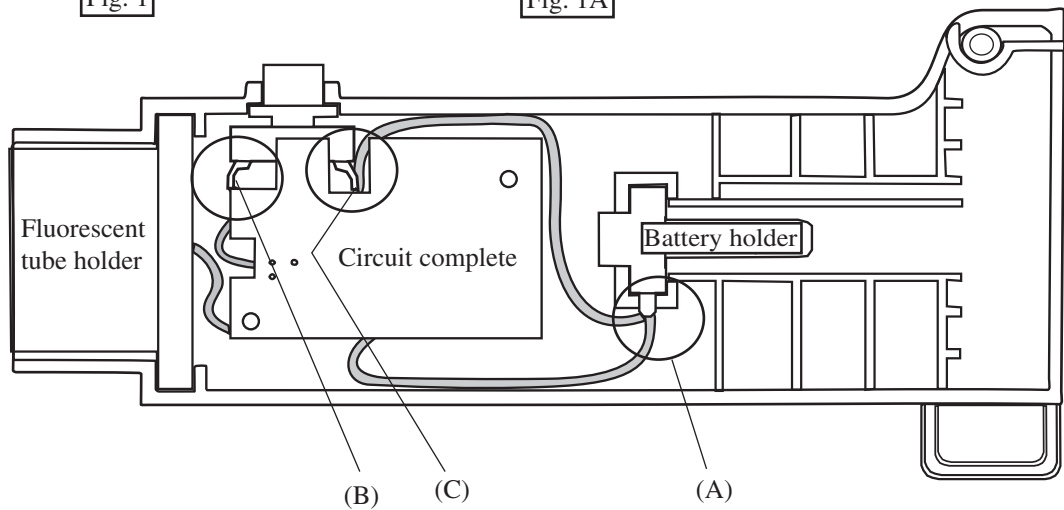 Fig. 1
Fig. 1A
Fluorescent
tube holder
Circuit complete
Battery holder
(B)
(C)
(A)